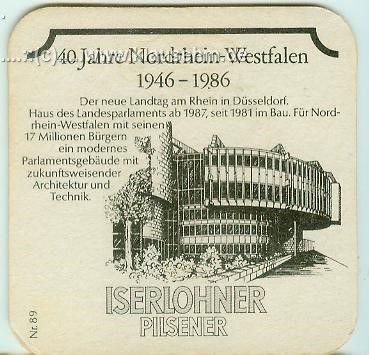 40 Jahre Nordrhein-Westfalen
1946 – 1986
Der neue Landtag am Rhein in Düsseldorf.
Haus des Landesparlaments ab 1987, seit 1981 im Bau. Für Nord-
rhein-Westfalen mit seinen
17 Millionen Bürgern
ein modernes
Parlamentsgebäude mit
zukunftsweisender
Architektur und
Technik.
ISERLOHNER
PILSENER
Nr. 89